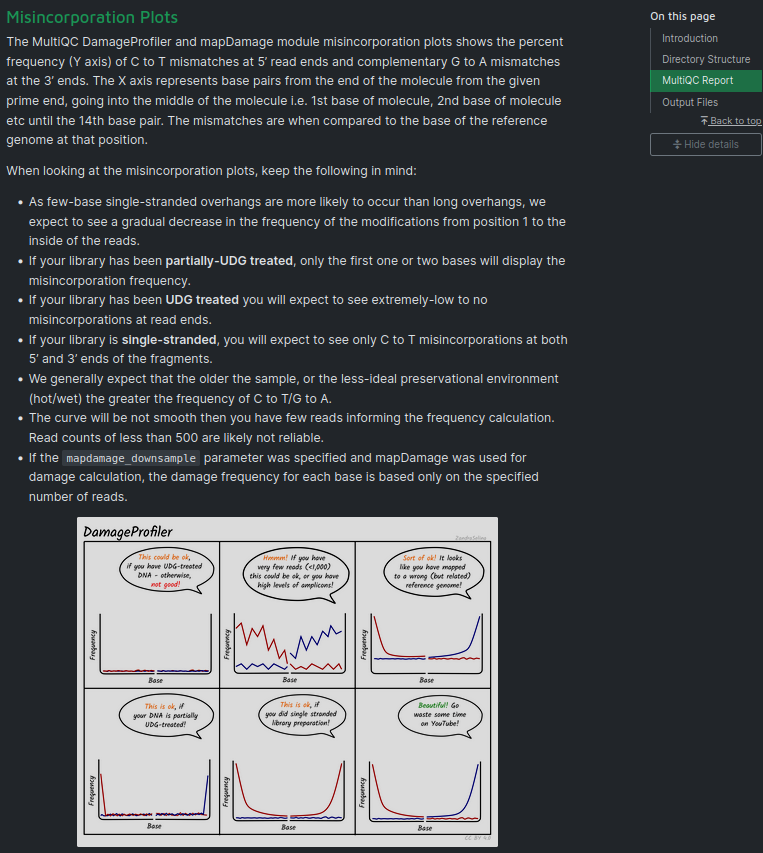 Misincorporation Plots
The MultiQC DamageProfiler and mapDamage module misincorporation plots shows the percent
frequency (Y axis) of C to T mismatches at 5' read ends and complementary G to A mismatches
at the 3' ends. The X axis represents base pairs from the end of the molecule from the given
prime end, going into the middle of the molecule i.e. 1st base of molecule, 2nd base of molecule
etc until the 14th base pair. The mismatches are when compared to the base of the reference
genome at that position.
When looking at the misincorporation plots, keep the following in mind:
• As few-base single-stranded overhangs are more likely to occur than long overhangs, we
expect to see a gradual decrease in the frequency of the modifications from position 1 to the
inside of the reads.
• If your library has been partially-UDG treated, only the first one or two bases will display the
misincorporation frequency.
• If your library has been UDG treated you will expect to see extremely-low to no
misincorporations at read ends.
• If your library is single-stranded, you will expect to see only C to T misincorporations at both
5' and 3' ends of the fragments.
• We generally expect that the older the sample, or the less-ideal preservational environment
(hot/wet) the greater the frequency of C to T/G to A.
• The curve will be not smooth then you have few reads informing the frequency calculation.
Read counts of less than 500 are likely not reliable.
• If the mapdamage_downsample parameter was specified and mapDamage was used for
damage calculation, the damage frequency for each base is based only on the specified
number of reads.
On this page
Introduction
Directory Structure
MultiQC Report
Output Files
Back to top
Hide details
DamageProfiler
This could be ok,
if you have UDG-treated
DNA - otherwise,
not good!
Frequency
Base
Hmmm! If you have
very few reads (<1,000)
this could be ok, or you have
high levels of amplicons!
Frequency
Base
Sort of ok! It looks
like you have mapped
to a wrong (but related)
reference genome!
Frequency
Base
This is ok, if
your DNA is partially
UDG-treated!
Frequency
Base
This is ok, if
you did single stranded
library preparation!
Frequency
Base
Beautiful! Go
waste some time
on YouTube!
Frequency
Base
CC BY 4.0